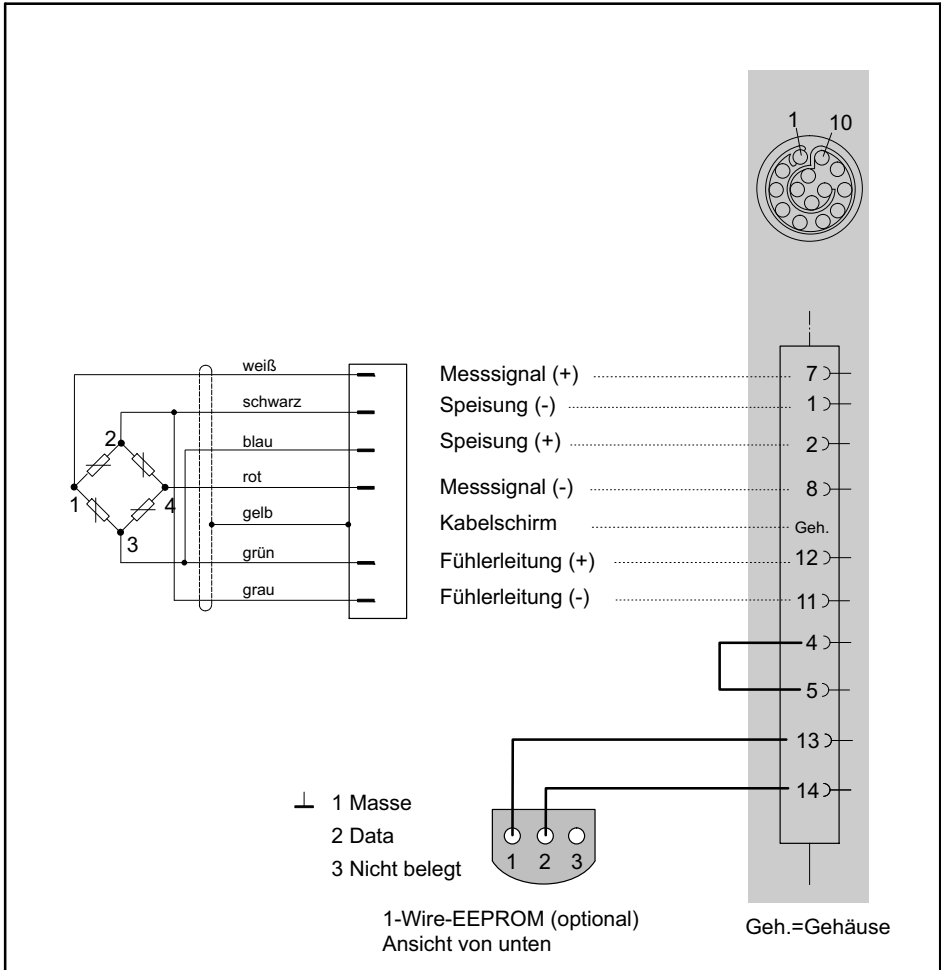 1 10
weiß Messsignal (+) 7
schwarz Speisung (-) 1
blau Speisung (+) 2
2
rot Messsignal (-) 8
1 4
gelb Kabelschirm Geh.
3
grün Fühlerleitung (+) 12
grau Fühlerleitung (-) 11
4
5
13
14
1 Masse
2 Data
3 Nicht belegt
1 2 3
1-Wire-EEPROM (optional)
Ansicht von unten
Geh.=Gehäuse